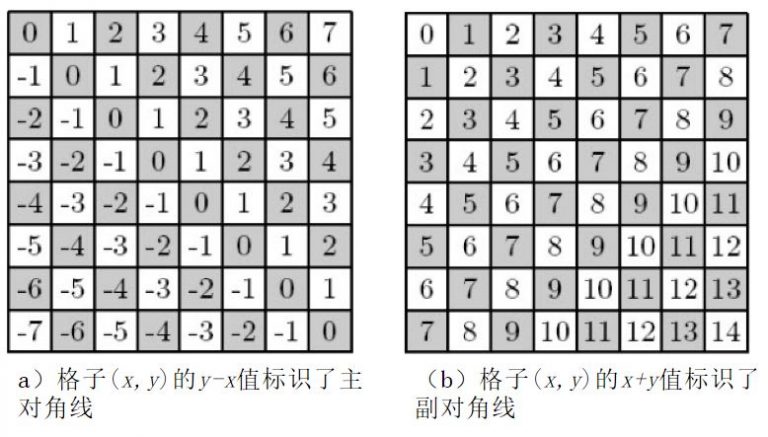 0 1 2 3 4 5 6 7
-1 0 1 2 3 4 5 6
-2 -1 0 1 2 3 4 5
-3 -2 -1 0 1 2 3 4
-4 -3 -2 -1 0 1 2 3
-5 -4 -3 -2 -1 0 1 2
-6 -5 -4 -3 -2 -1 0 1
-7 -6 -5 -4 -3 -2 -1 0
a）格子(x,y)的y-x值标识了主
对角线
0 1 2 3 4 5 6 7
1 2 3 4 5 6 7 8
2 3 4 5 6 7 8 9
3 4 5 6 7 8 9 10
4 5 6 7 8 9 10 11
5 6 7 8 9 10 11 12
6 7 8 9 10 11 12 13
7 8 9 10 11 12 13 14
（b）格子(x,y)的x+y值标识了
副对角线